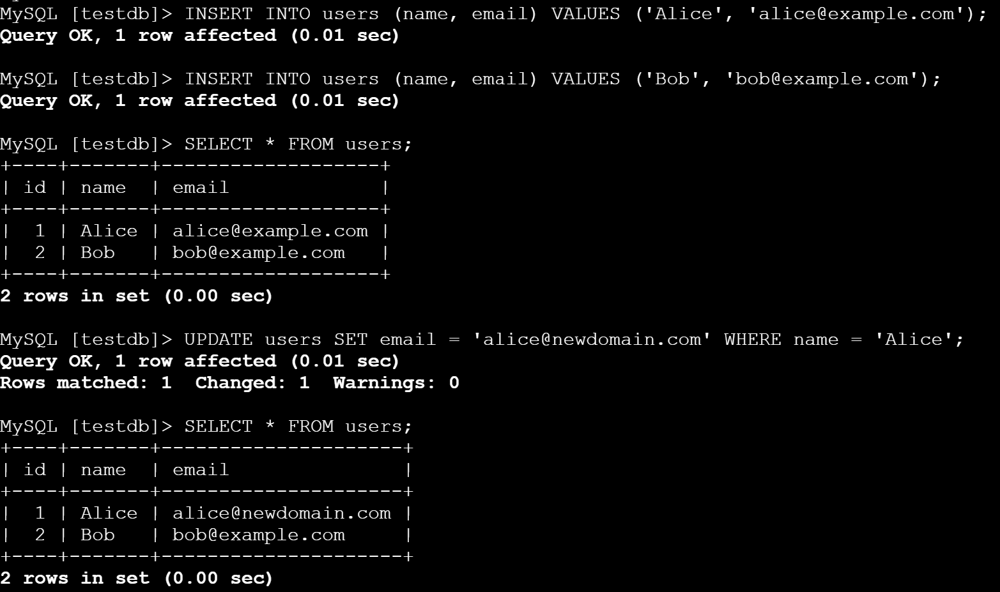 MySQL [testdb]> INSERT INTO users (name, email) VALUES ('Alice', 'alice@example.com');
Query OK, 1 row affected (0.01 sec)

MySQL [testdb]> INSERT INTO users (name, email) VALUES ('Bob', 'bob@example.com');
Query OK, 1 row affected (0.01 sec)

MySQL [testdb]> SELECT * FROM users;
+----+-------+-------------------+
| id | name  | email             |
+----+-------+-------------------+
|  1 | Alice | alice@example.com |
|  2 | Bob   | bob@example.com   |
+----+-------+-------------------+
2 rows in set (0.00 sec)

MySQL [testdb]> UPDATE users SET email = 'alice@newdomain.com' WHERE name = 'Alice';
Query OK, 1 row affected (0.01 sec)
Rows matched: 1  Changed: 1  Warnings: 0

MySQL [testdb]> SELECT * FROM users;
+----+-------+---------------------+
| id | name  | email               |
+----+-------+---------------------+
|  1 | Alice | alice@newdomain.com |
|  2 | Bob   | bob@example.com     |
+----+-------+---------------------+
2 rows in set (0.00 sec)